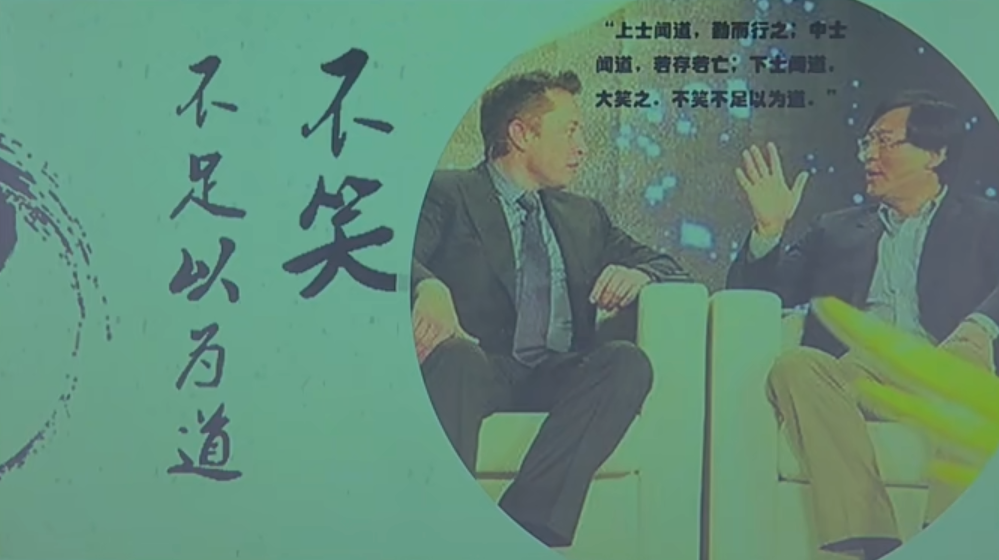 不笑
不足以为道
“上士闻道，勤而行之；中士
闻道，若存若亡；下士闻道，
大笑之．不笑不足以为道．”